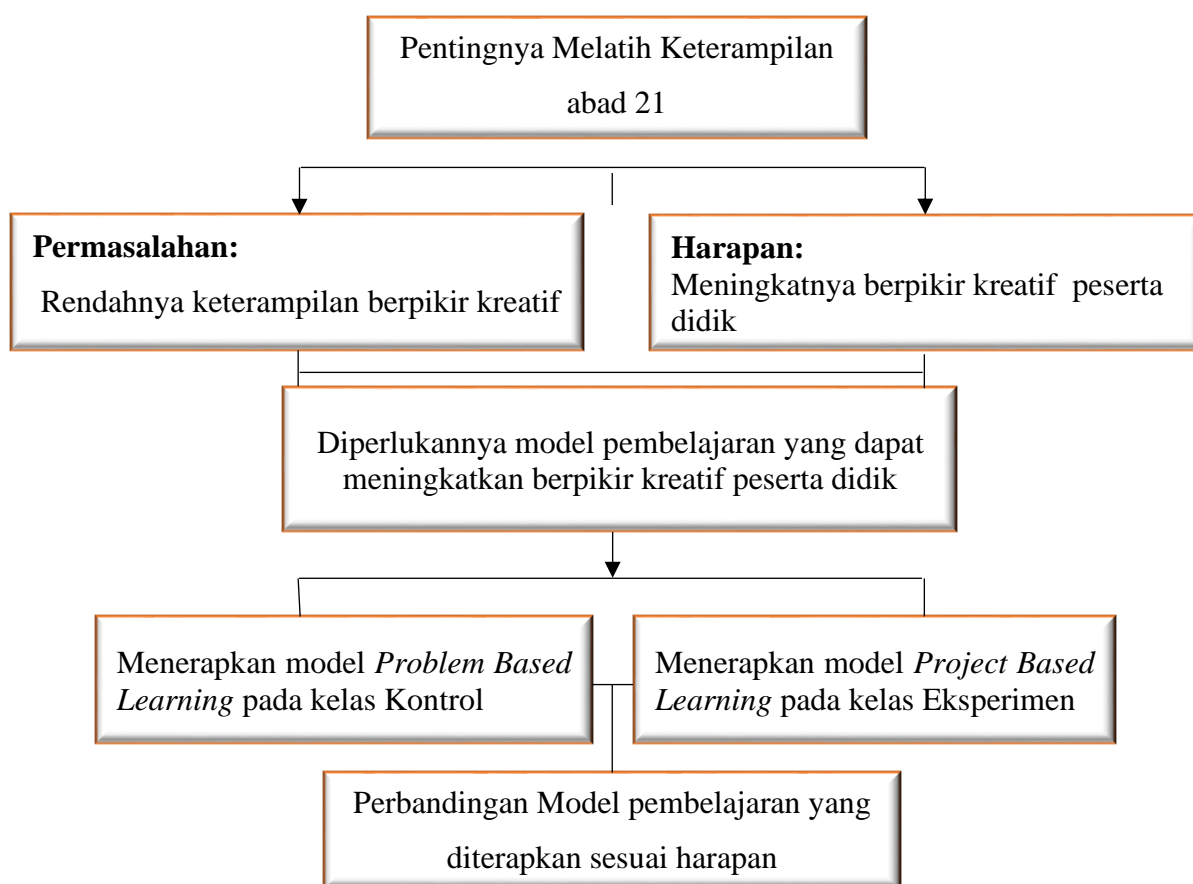 Pentingnya Melatih Keterampilan
abad 21
Permasalahan:
Rendahnya keterampilan berpikir kreatif
Harapan:
Meningkatnya berpikir kreatif peserta
didik
Diperlukannya model pembelajaran yang dapat
meningkatkan berpikir kreatif peserta didik
Menerapkan model Problem Based
Learning pada kelas Kontrol
Menerapkan model Project Based
Learning pada kelas Eksperimen
Perbandingan Model pembelajaran yang
diterapkan sesuai harapan